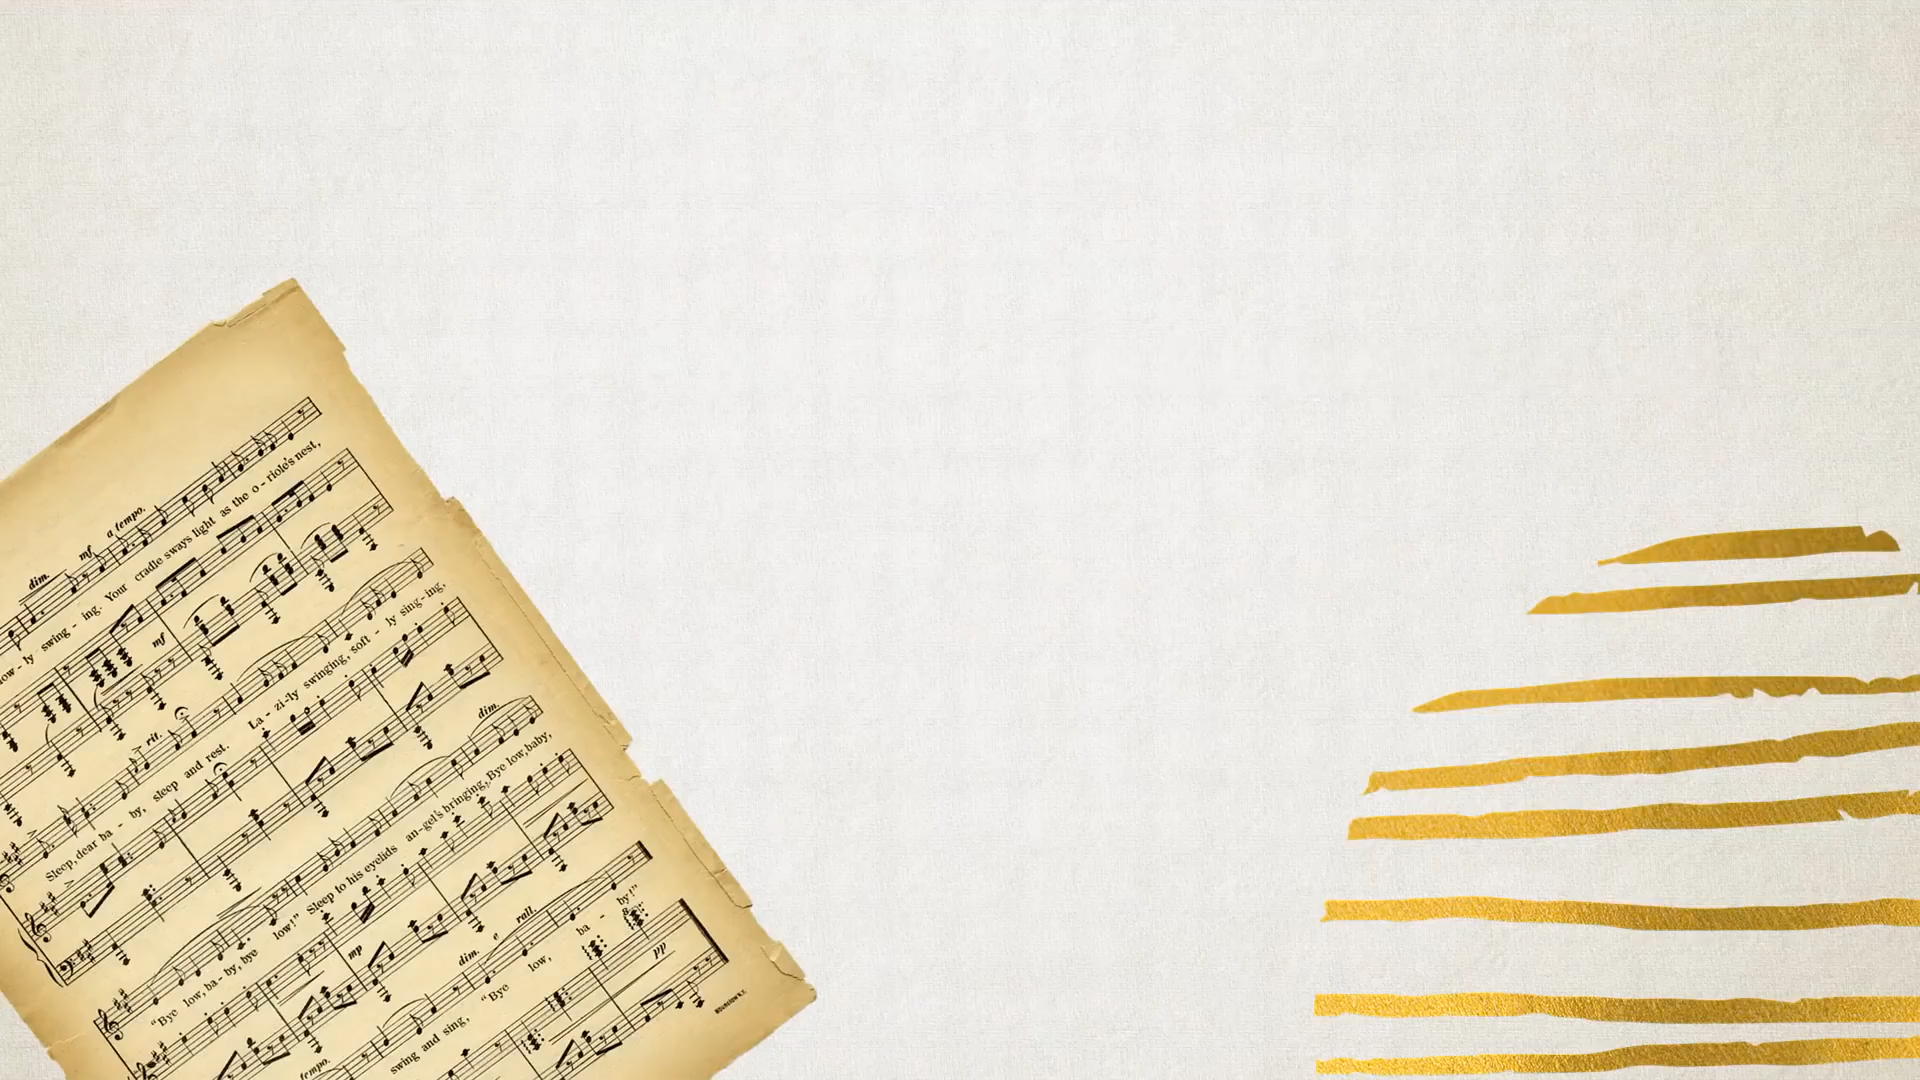 dim. mf a tempo.
ly swing - ing. Your cradle sways light as the o - riole's nest,
mf
rit.
Sleep, dear ba - by, sleep and rest. La - zi-ly swinging, soft - ly sing-ing,
dim.
"Bye low, ba - by, bye low!" Sleep to his eyelids an-gel's bringing, Bye low, baby,
mp
tempo. dim. e rall.
swing and sing, "Bye low, ba - by!"
8
pp